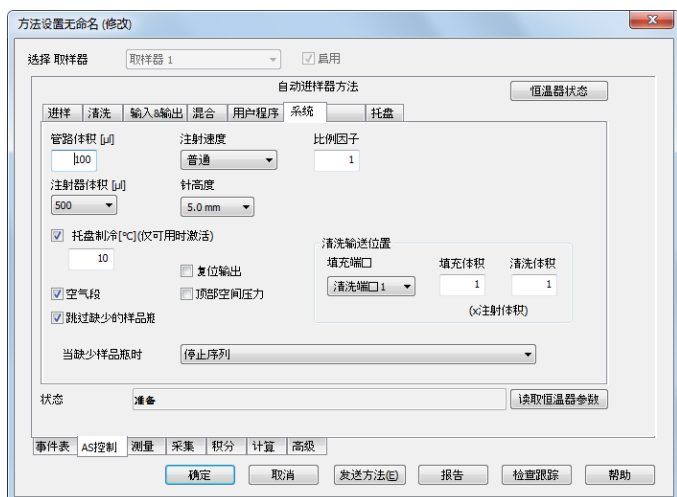 方法设置无命名 (修改)
选择 取样器 取样器 1 启用
自动进样器方法 恒温器状态
进样 清洗 输入&输出 混合 用户程序 系统 托盘
管路体积 [µl] 注射速度 比例因子
100 普通 1
注射器体积 [µl] 针高度
500 5.0 mm
托盘制冷[℃](仅可用时激活) 清洗输送位置
10 填充端口 填充体积 清洗体积
复位输出
空气段 顶部空间压力 清洗端口1 1 1
跳过缺少的样品瓶 (x注射体积)
当缺少样品瓶时 停止序列
状态 准备 读取恒温器参数
事件表 AS控制 测量 采集 积分 计算 高级
确定 取消 发送方法(E) 报告 检查跟踪 帮助